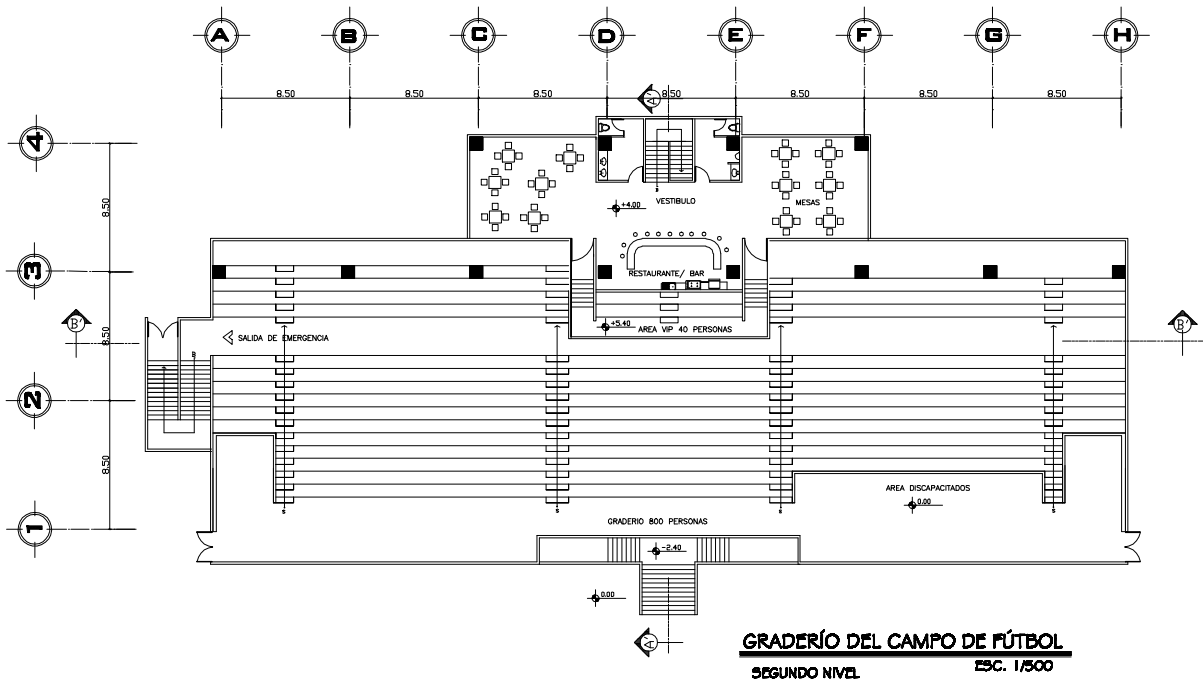 A B C D E F G H
8.50 8.50 8.50 8.50 8.50 8.50 8.50
A'
4
8.50
VESTIBULO
MESAS
+4.00
3
RESTAURANTE/ BAR
B'
8.50
SALIDA DE EMERGENCIA
+5.40
AREA VIP 40 PERSONAS
B'
B
S
2
8.50
AREA DISCAPACITADOS
0.00
S S S S
GRADERIO 800 PERSONAS
1
-2.40
0.00
A'
GRADERÍO DEL CAMPO DE FÚTBOL
SEGUNDO NIVEL
ESC. 1/500